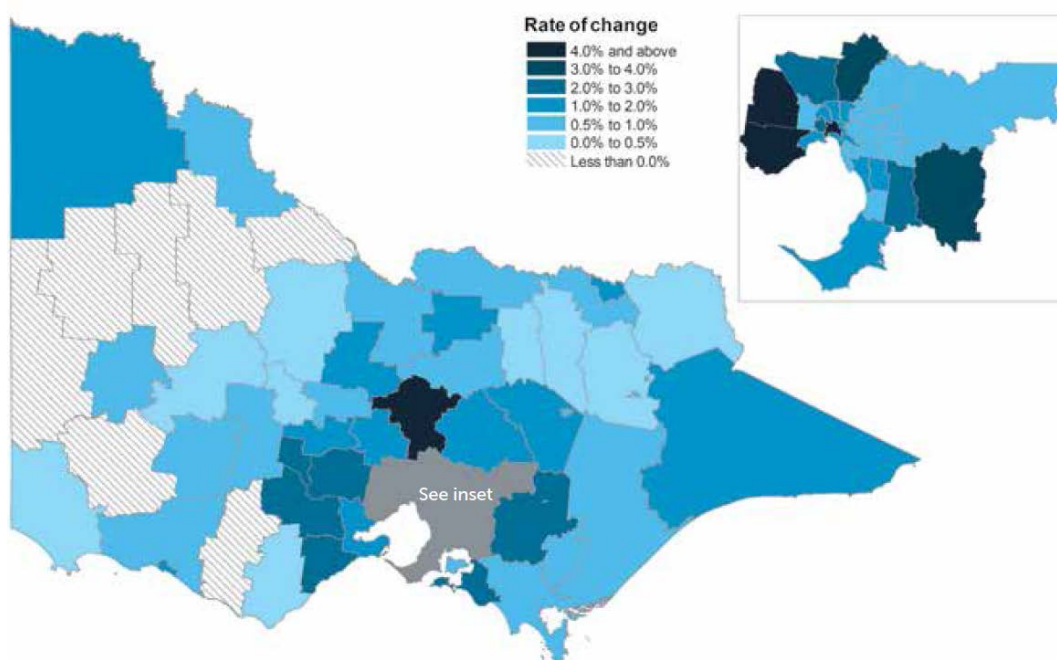 Rate of change
4.0% and above
3.0% to 4.0%
2.0% to 3.0%
1.0% to 2.0%
0.5% to 1.0%
0.0% to 0.5%
Less than 0.0%
See inset